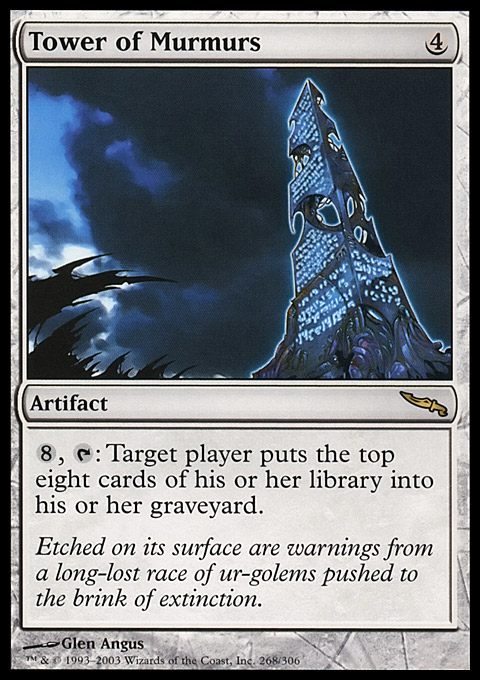 Tower of Murmurs 4
Artifact
8, : Target player puts the top
eight cards of his or her library into
his or her graveyard.
Etched on its surface are warnings from
a long-lost race of ur-golems pushed to
the brink of extinction.
Glen Angus
™ & © 1993–2003 Wizards of the Coast, Inc. 268/306